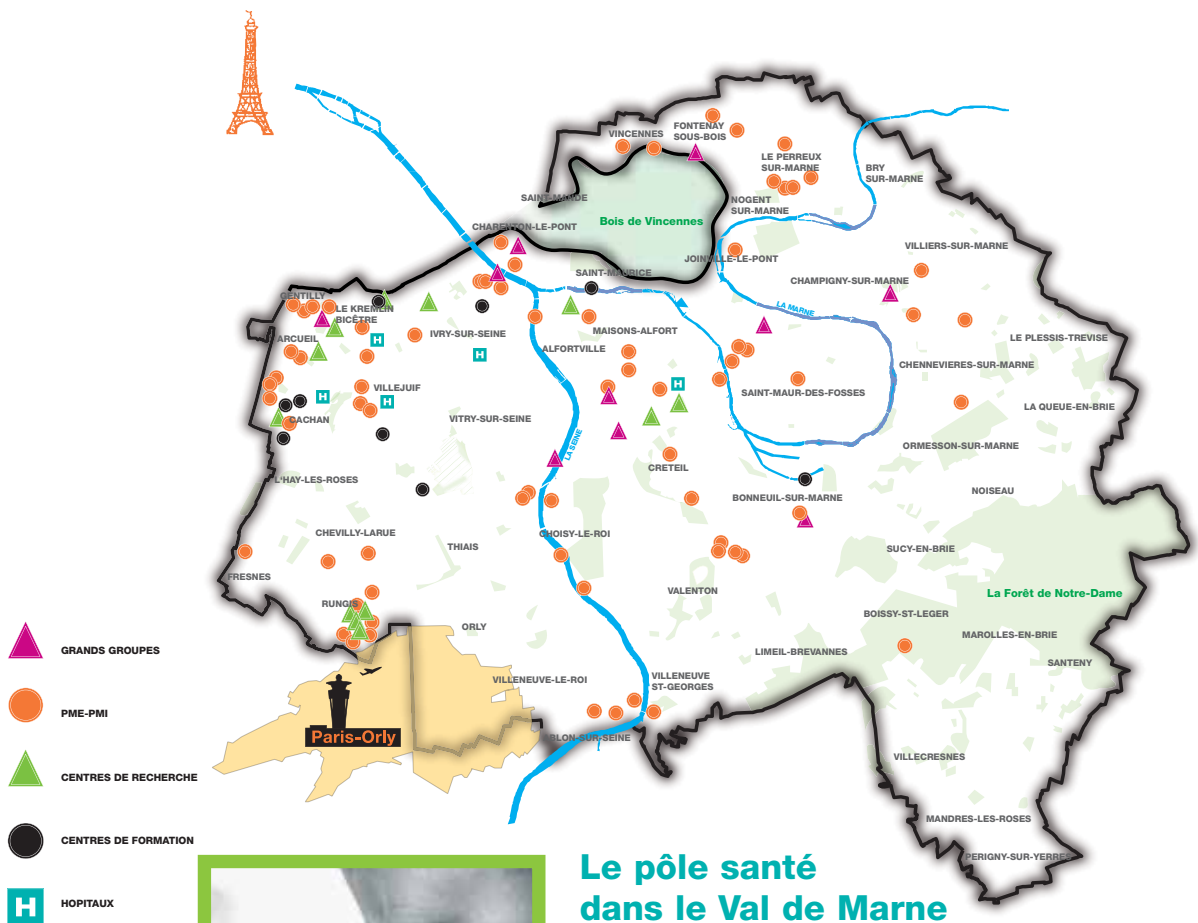 VINCENNES
FONTENAY
SOUS-BOIS
LE PERREUX
SUR-MARNE
BRY
SUR-MARNE
SAINT-MANDE
Bois de Vincennes
NOGENT
SUR-MARNE
CHARENTON-LE-PONT
VILLIERS-SUR-MARNE
JOINVILLE-LE-PONT
SAINT-MAURICE
CHAMPIGNY-SUR-MARNE
GENTILLY
LE KREMLIN
BICÊTRE
LA MARNE
IVRY-SUR-SEINE
MAISONS-ALFORT
ARCUEIL
ALFORTVILLE
LE PLESSIS-TREVISE
CHENNEVIERES-SUR-MARNE
VILLEJUIF
SAINT-MAUR-DES-FOSSES
LA QUEUE-EN-BRIE
CACHAN
VITRY-SUR-SEINE
LA SEINE
ORMESSON-SUR-MARNE
CRETEIL
L'HAY-LES-ROSES
BONNEUIL-SUR-MARNE
NOISEAU
CHEVILLY-LARUE
CHOISY-LE-ROI
THIAIS
SUCY-EN-BRIE
FRESNES
VALENTON
La Forêt de Notre-Dame
RUNGIS
BOISSY-ST-LEGER
ORLY
MAROLLES-EN-BRIE
LIMEIL-BREVANNES
SANTENY
VILLENEUVE-LE-ROI
VILLENEUVE
ST-GEORGES
Paris-Orly
BLON-SUR-SEINE
VILLECRESNES
MANDRES-LES-ROSES
PERIGNY-SUR-YERRES
GRANDS GROUPES
PME-PMI
CENTRES DE RECHERCHE
CENTRES DE FORMATION
H HOPITAUX
Le pôle santé
dans le Val de Marne